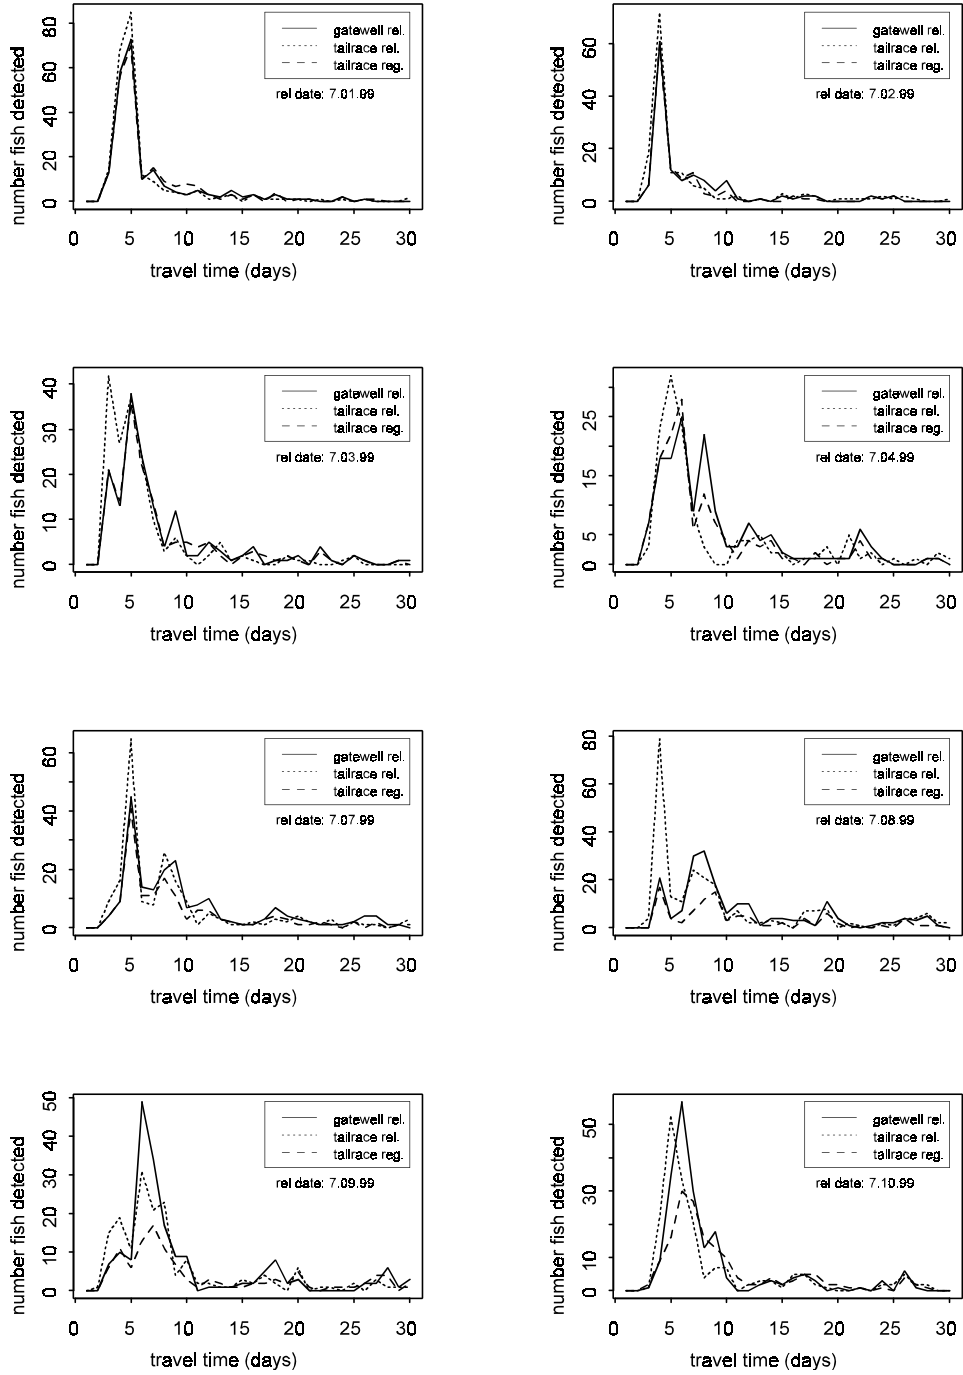 number fish detected
0 20 40 60 80
gatewell rel.
tailrace rel.
tailrace reg.
rel date: 7.01.99
0 5 10 15 20 25 30
travel time (days)
number fish detected
0 20 40 60
gatewell rel.
tailrace rel.
tailrace reg.
rel date: 7.02.99
0 5 10 15 20 25 30
travel time (days)
number fish detected
0 10 20 30 40
gatewell rel.
tailrace rel.
tailrace reg.
rel date: 7.03.99
0 5 10 15 20 25 30
travel time (days)
number fish detected
0 5 15 25
gatewell rel.
tailrace rel.
tailrace reg.
rel date: 7.04.99
0 5 10 15 20 25 30
travel time (days)
number fish detected
0 20 40 60
gatewell rel.
tailrace rel.
tailrace reg.
rel date: 7.07.99
0 5 10 15 20 25 30
travel time (days)
number fish detected
0 20 40 60 80
gatewell rel.
tailrace rel.
tailrace reg.
rel date: 7.08.99
0 5 10 15 20 25 30
travel time (days)
number fish detected
0 10 20 30 40 50
gatewell rel.
tailrace rel.
tailrace reg.
rel date: 7.09.99
0 5 10 15 20 25 30
travel time (days)
number fish detected
0 10 30 50
gatewell rel.
tailrace rel.
tailrace reg.
rel date: 7.10.99
0 5 10 15 20 25 30
travel time (days)